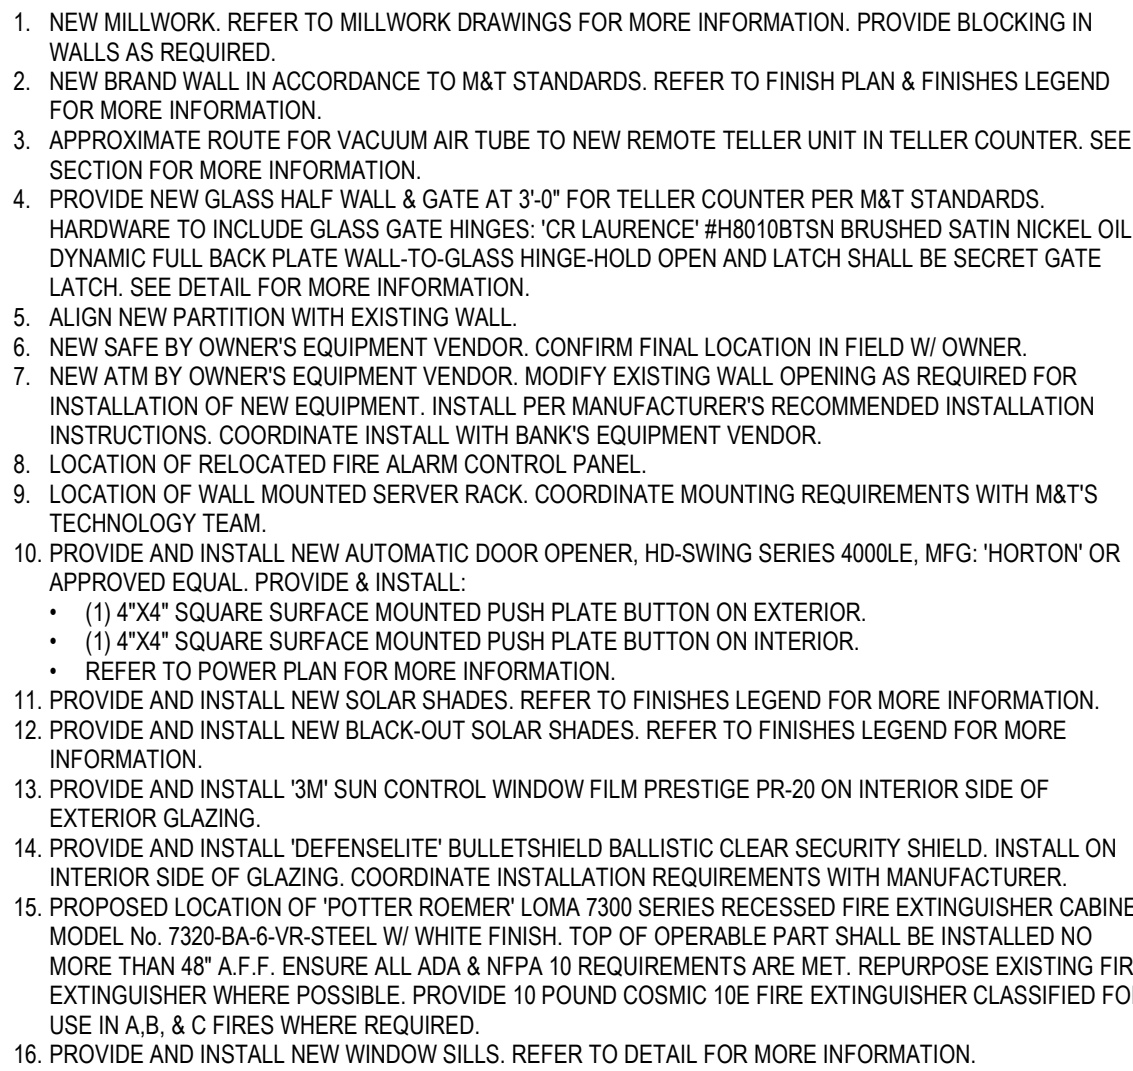 1. NEW MILLWORK. REFER TO MILLWORK DRAWINGS FOR MORE INFORMATION. PROVIDE BLOCKING IN
WALLS AS REQUIRED.
2. NEW BRAND WALL IN ACCORDANCE TO M&T STANDARDS. REFER TO FINISH PLAN & FINISHES LEGEND
FOR MORE INFORMATION.
3. APPROXIMATE ROUTE FOR VACUUM AIR TUBE TO NEW REMOTE TELLER UNIT IN TELLER COUNTER. SEE
SECTION FOR MORE INFORMATION.
4. PROVIDE NEW GLASS HALF WALL & GATE AT 3'-0" FOR TELLER COUNTER PER M&T STANDARDS.
HARDWARE TO INCLUDE GLASS GATE HINGES: 'CR LAURENCE' #H8010BTSN BRUSHED SATIN NICKEL OIL
DYNAMIC FULL BACK PLATE WALL-TO-GLASS HINGE-HOLD OPEN AND LATCH SHALL BE SECRET GATE
LATCH. SEE DETAIL FOR MORE INFORMATION.
5. ALIGN NEW PARTITION WITH EXISTING WALL.
6. NEW SAFE BY OWNER'S EQUIPMENT VENDOR. CONFIRM FINAL LOCATION IN FIELD W/ OWNER.
7. NEW ATM BY OWNER'S EQUIPMENT VENDOR. MODIFY EXISTING WALL OPENING AS REQUIRED FOR
INSTALLATION OF NEW EQUIPMENT. INSTALL PER MANUFACTURER'S RECOMMENDED INSTALLATION
INSTRUCTIONS. COORDINATE INSTALL WITH BANK'S EQUIPMENT VENDOR.
8. LOCATION OF RELOCATED FIRE ALARM CONTROL PANEL.
9. LOCATION OF WALL MOUNTED SERVER RACK. COORDINATE MOUNTING REQUIREMENTS WITH M&T'S
TECHNOLOGY TEAM.
10. PROVIDE AND INSTALL NEW AUTOMATIC DOOR OPENER, HD-SWING SERIES 4000LE, MFG: 'HORTON' OR
APPROVED EQUAL. PROVIDE & INSTALL:
• (1) 4"X4" SQUARE SURFACE MOUNTED PUSH PLATE BUTTON ON EXTERIOR.
• (1) 4"X4" SQUARE SURFACE MOUNTED PUSH PLATE BUTTON ON INTERIOR.
• REFER TO POWER PLAN FOR MORE INFORMATION.
11. PROVIDE AND INSTALL NEW SOLAR SHADES. REFER TO FINISHES LEGEND FOR MORE INFORMATION.
12. PROVIDE AND INSTALL NEW BLACK-OUT SOLAR SHADES. REFER TO FINISHES LEGEND FOR MORE
INFORMATION.
13. PROVIDE AND INSTALL '3M' SUN CONTROL WINDOW FILM PRESTIGE PR-20 ON INTERIOR SIDE OF
EXTERIOR GLAZING.
14. PROVIDE AND INSTALL 'DEFENSELITE' BULLETSHIELD BALLISTIC CLEAR SECURITY SHIELD. INSTALL ON
INTERIOR SIDE OF GLAZING. COORDINATE INSTALLATION REQUIREMENTS WITH MANUFACTURER.
15. PROPOSED LOCATION OF 'POTTER ROEMER' LOMA 7300 SERIES RECESSED FIRE EXTINGUISHER CABINE
MODEL No. 7320-BA-6-VR-STEEL W/ WHITE FINISH. TOP OF OPERABLE PART SHALL BE INSTALLED NO
MORE THAN 48" A.F.F. ENSURE ALL ADA & NFPA 10 REQUIREMENTS ARE MET. REPURPOSE EXISTING FIR
EXTINGUISHER WHERE POSSIBLE. PROVIDE 10 POUND COSMIC 10E FIRE EXTINGUISHER CLASSIFIED FO
USE IN A,B, & C FIRES WHERE REQUIRED.
16. PROVIDE AND INSTALL NEW WINDOW SILLS. REFER TO DETAIL FOR MORE INFORMATION.